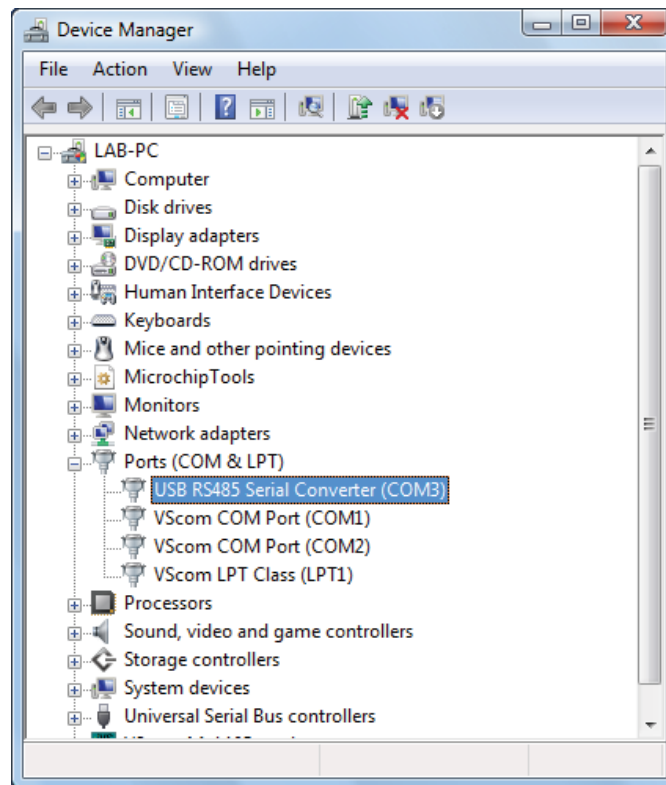 Device Manager
File Action View Help
LAB-PC
Computer
Disk drives
Display adapters
DVD/CD-ROM drives
Human Interface Devices
Keyboards
Mice and other pointing devices
MicrochipTools
Monitors
Network adapters
Ports (COM & LPT)
USB RS485 Serial Converter (COM3)
VScom COM Port (COM1)
VScom COM Port (COM2)
VScom LPT Class (LPT1)
Processors
Sound, video and game controllers
Storage controllers
System devices
Universal Serial Bus controllers